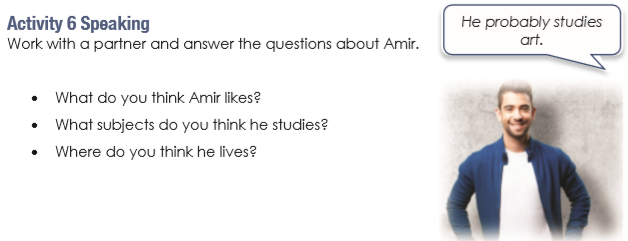 Activity 6 Speaking
Work with a partner and answer the questions about Amir.
He probably studies
art.
• What do you think Amir likes?
• What subjects do you think he studies?
• Where do you think he lives?